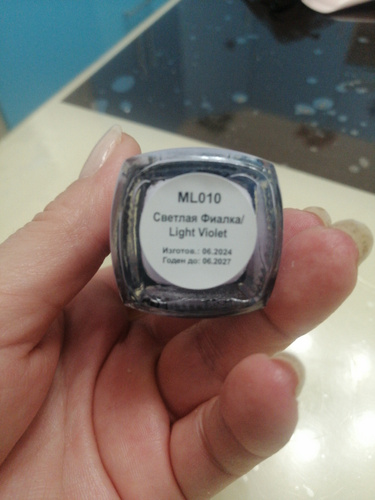 ML010
Светлая Фиалка/
Light Violet
Изготов.: 06.2024
Годен до: 06.2027